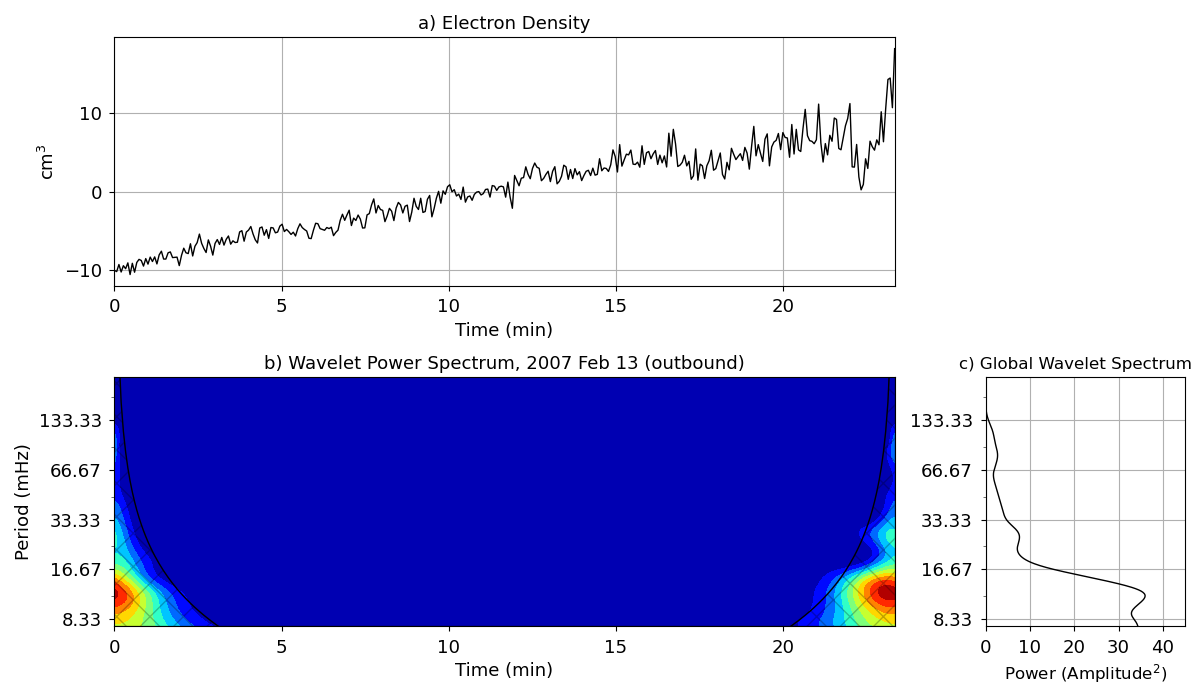 a) Electron Density
cm³
10
0
−10
0 5 10 15 20
Time (min)
b) Wavelet Power Spectrum, 2007 Feb 13 (outbound)
Period (mHz)
133.33
66.67
33.33
16.67
8.33
0 5 10 15 20
Time (min)
c) Global Wavelet Spectrum
133.33
66.67
33.33
16.67
8.33
0 10 20 30 40
Power (Amplitude²)